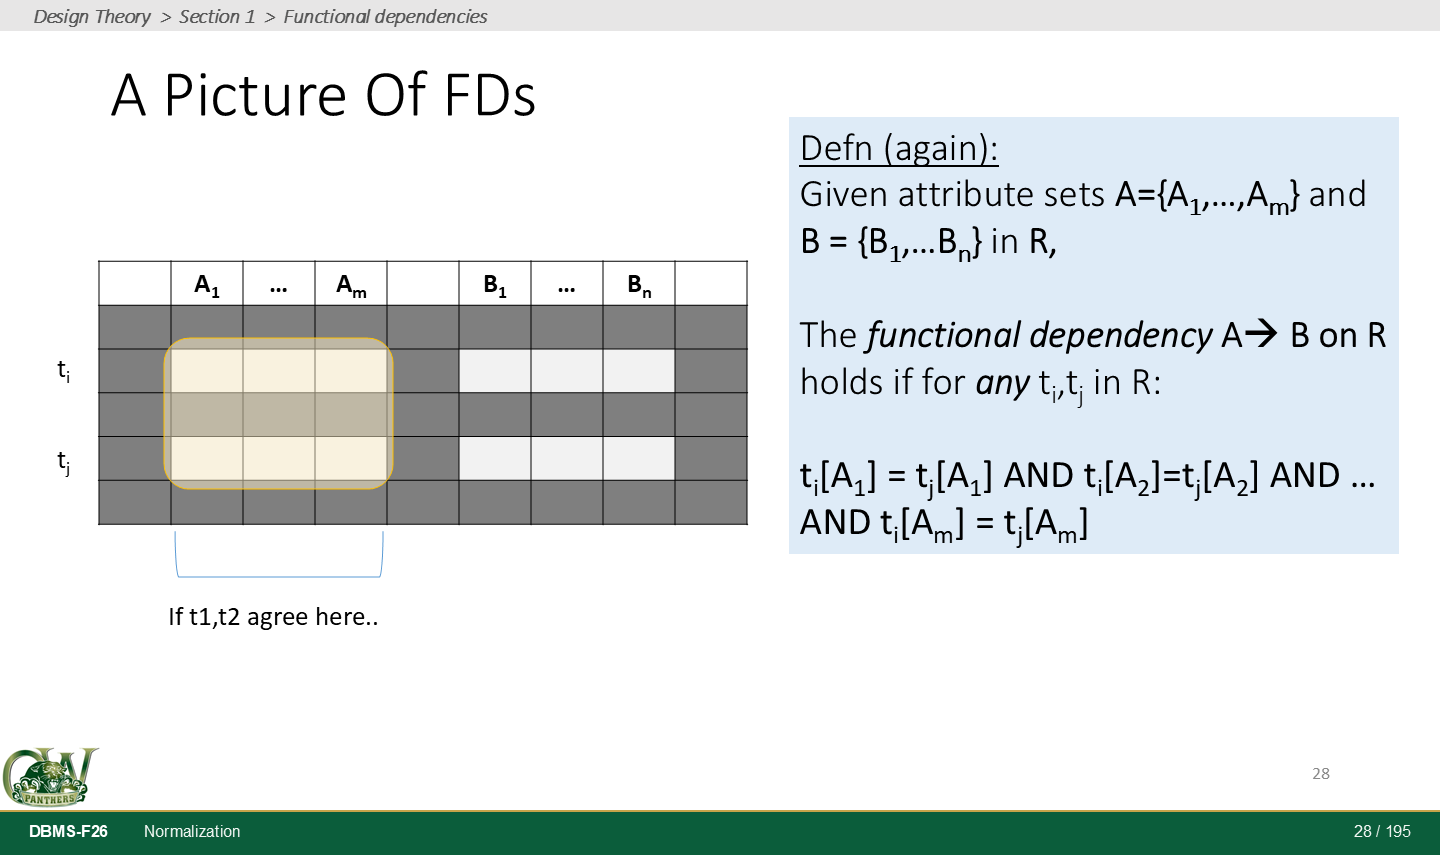 Design Theory > Section 1 > Functional dependencies
A Picture Of FDs
A1 ... Am B1 ... Bn
ti
tj
If t1,t2 agree here..
Defn (again):
Given attribute sets A={A1,…,Am} and
B = {B1,…Bn} in R,
The functional dependency A→ B on R
holds if for any ti,tj in R:
ti[A1] = tj[A1] AND ti[A2]=tj[A2] AND …
AND ti[Am] = tj[Am]
28
OW
PANTHERS
DBMS-F26 Normalization 28 / 195